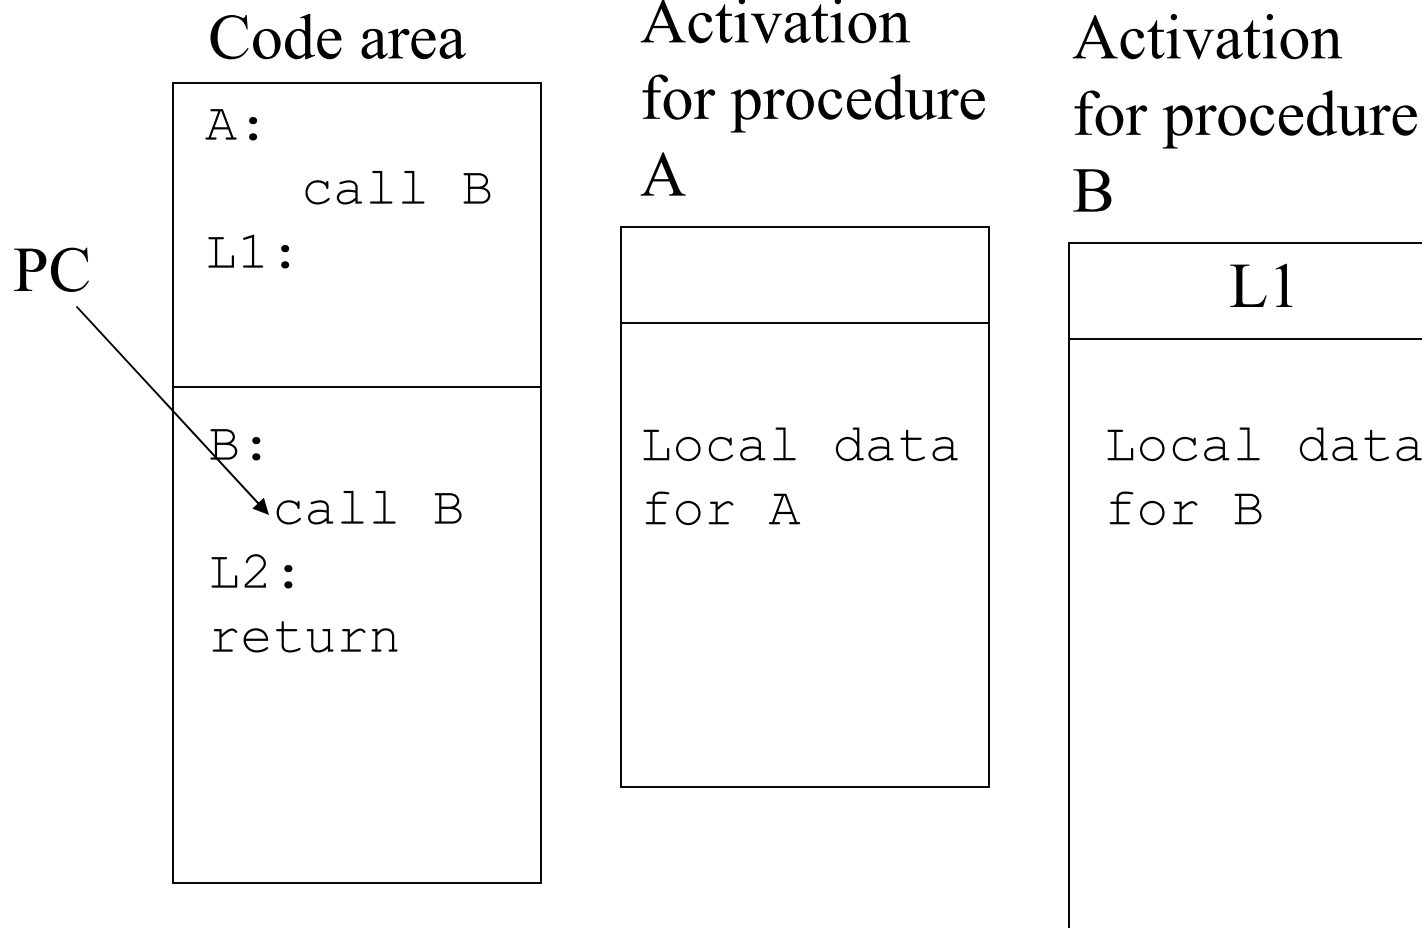 Code area
A:
call B
L1:
PC
B:
call B
L2:
return
Activation
for procedure
A
Local data
for A
Activation
for procedure
B
L1
Local data
for B